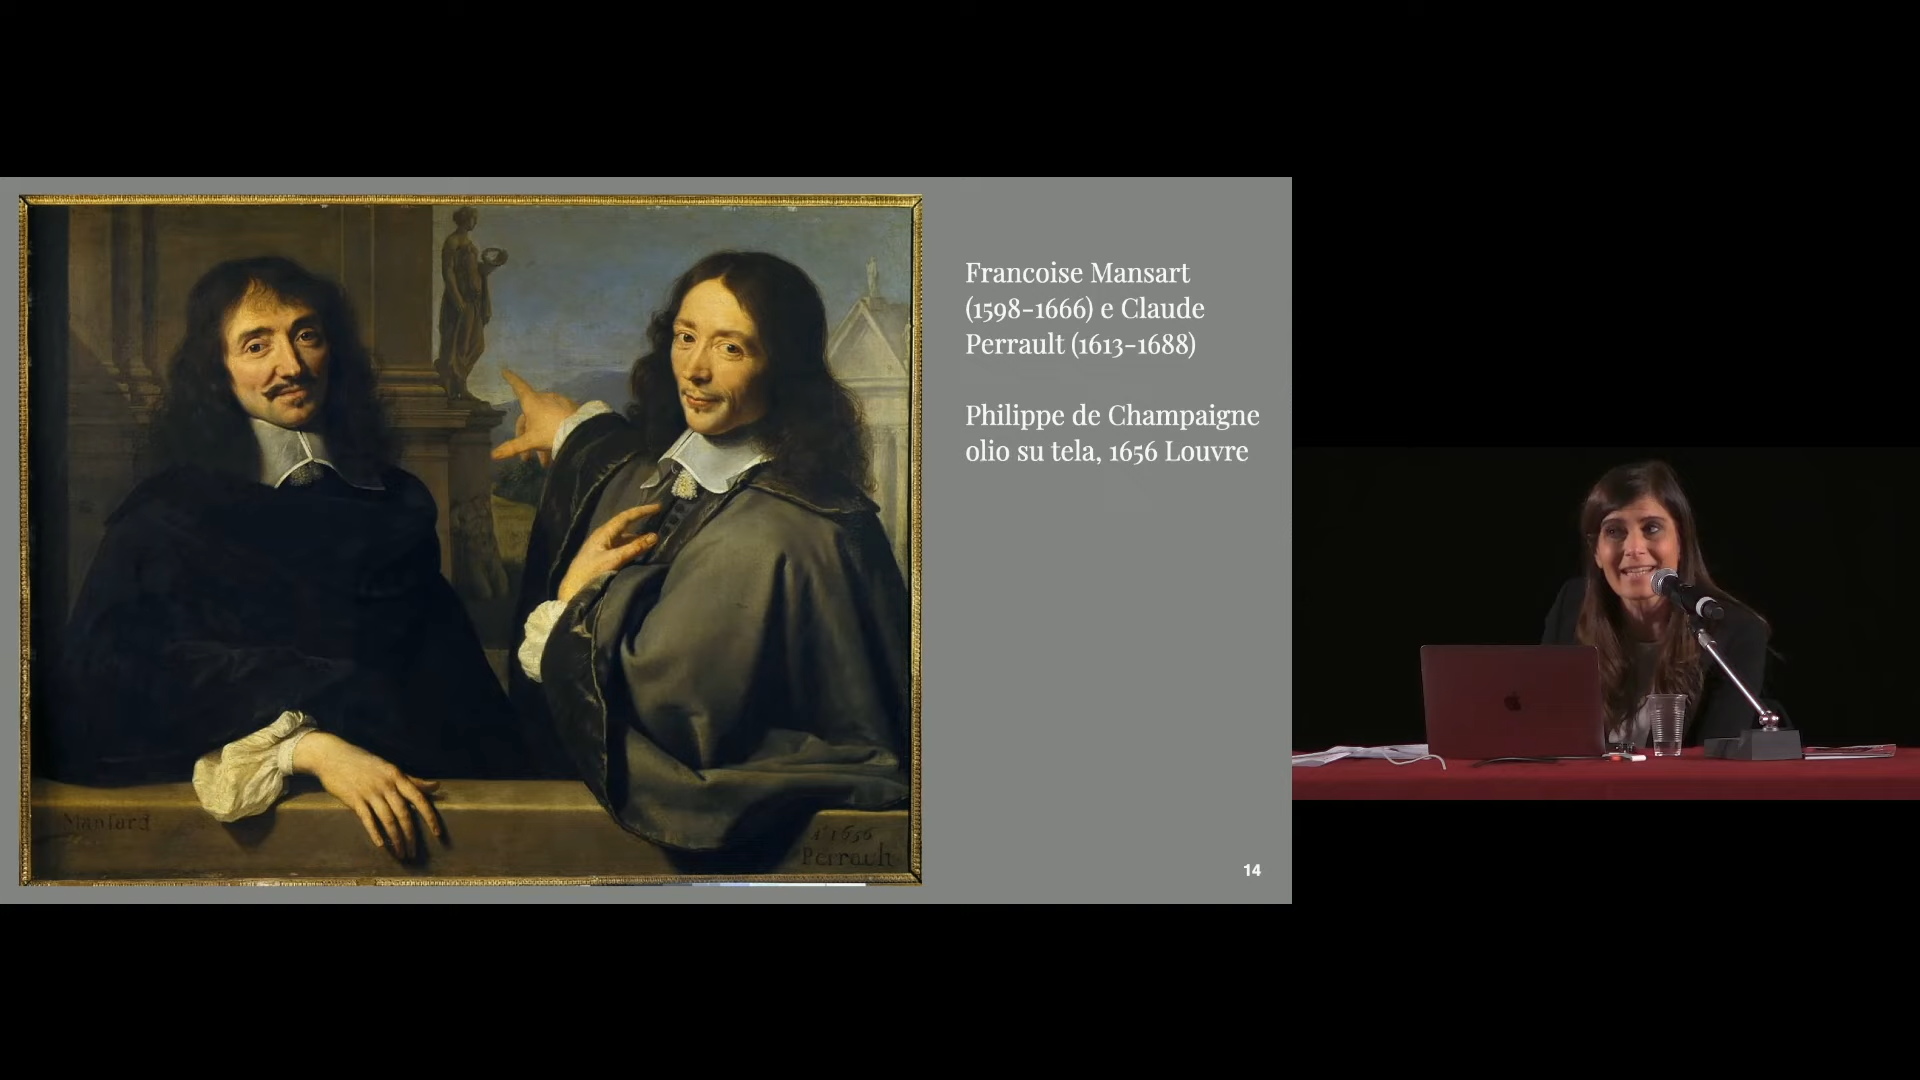 Francoise Mansart
(1598-1666) e Claude
Perrault (1613-1688)
Philippe de Champaigne
olio su tela, 1656 Louvre
Mansard
A° 1656
Perrault
14